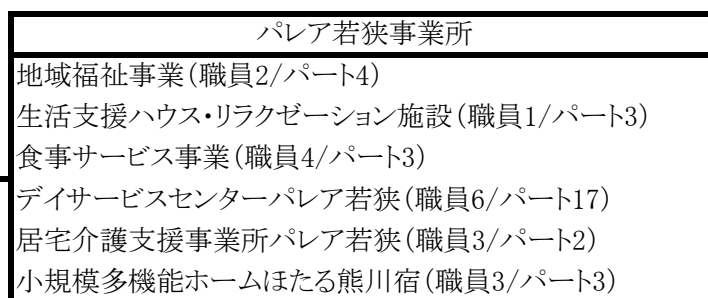 パレア若狭事業所
地域福祉事業(職員2/パート4)
生活支援ハウス・リラクゼーション施設(職員1/パート3)
食事サービス事業(職員4/パート3)
デイサービスセンターパレア若狭(職員6/パート17)
居宅介護支援事業所パレア若狭(職員3/パート2)
小規模多機能ホームほたる熊川宿(職員3/パート3)